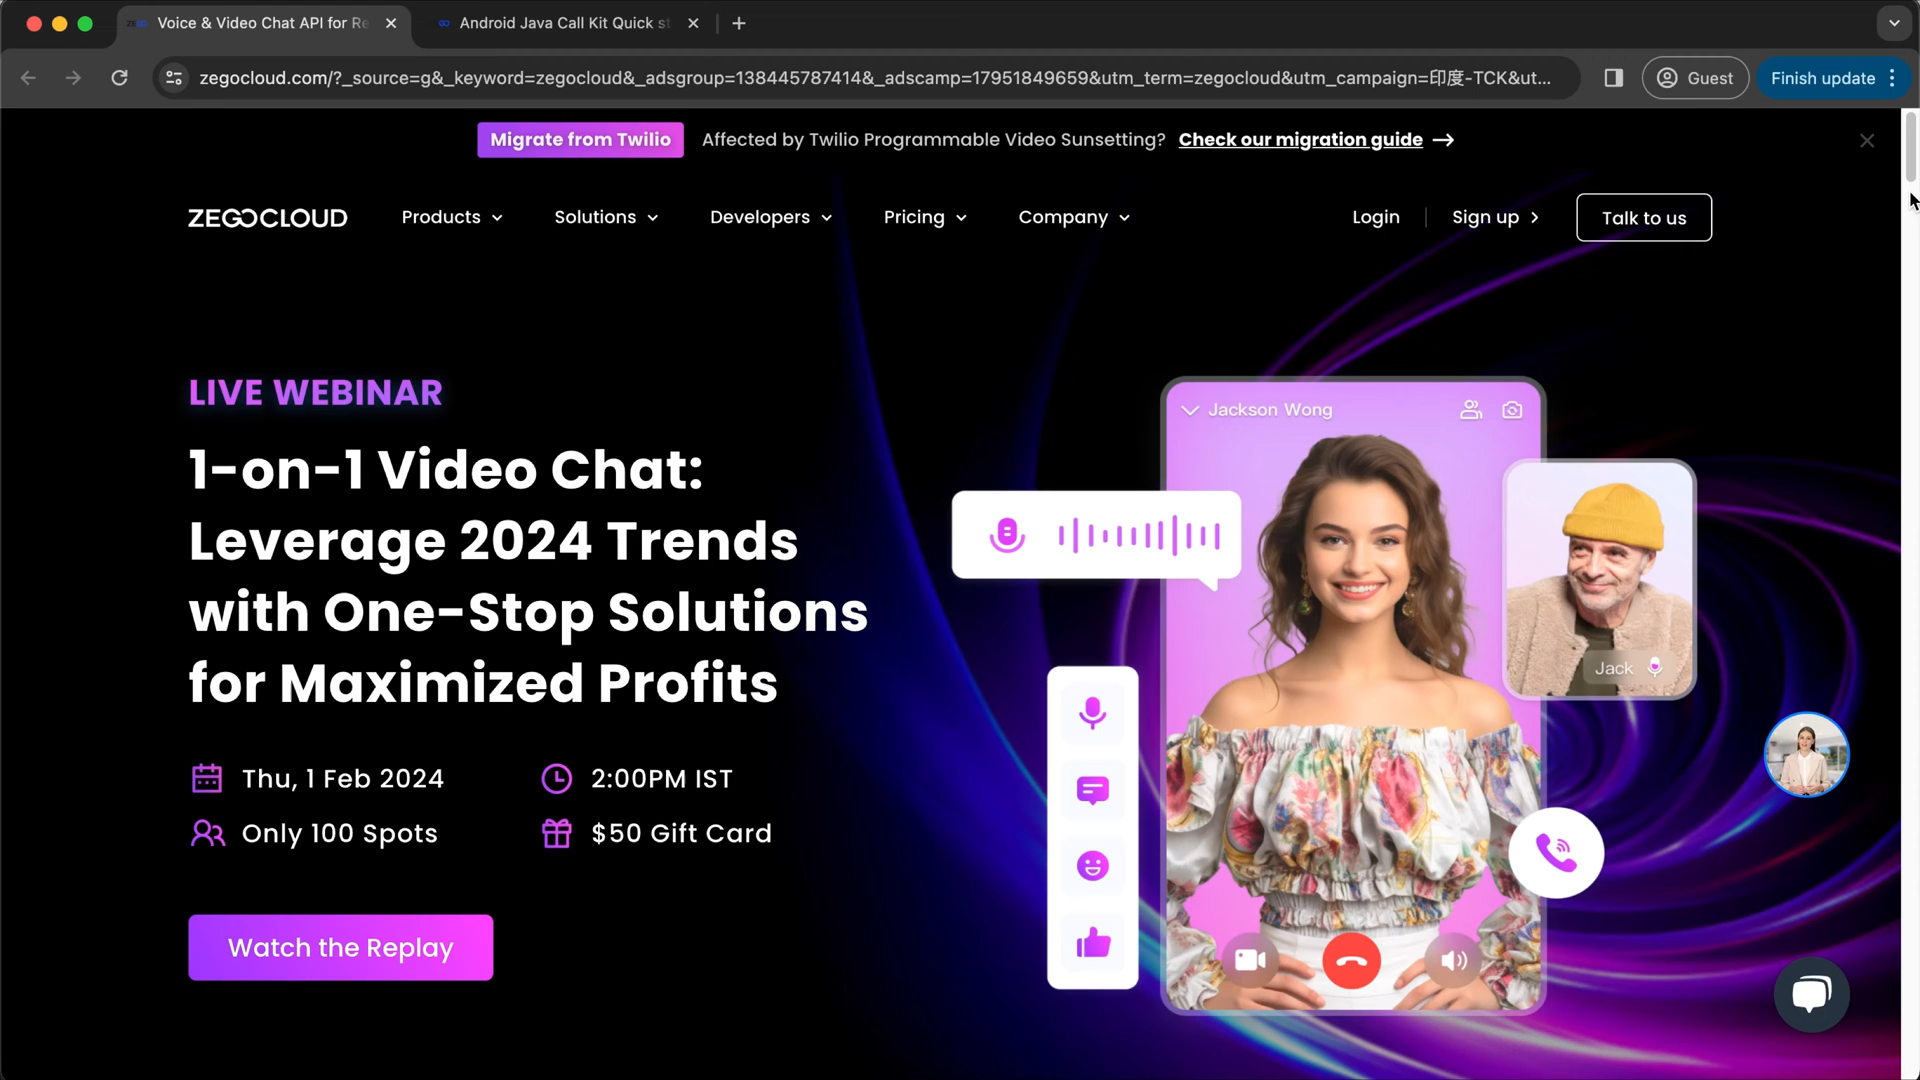 Voice & Video Chat API for Re
Android Java Call Kit Quick st
zegocloud.com/?_source=g&_keyword=zegocloud&_adsgroup=138445787414&_adscamp=17951849659&utm_term=zegocloud&utm_campaign=印度-TCK&ut...
Guest
Finish update
Migrate from Twilio
Affected by Twilio Programmable Video Sunsetting? Check our migration guide →
ZEGOCLOUD
Products
Solutions
Developers
Pricing
Company
Login
Sign up
Talk to us
LIVE WEBINAR
1-on-1 Video Chat:
Leverage 2024 Trends
with One-Stop Solutions
for Maximized Profits
Thu, 1 Feb 2024
2:00PM IST
Only 100 Spots
$50 Gift Card
Watch the Replay
Jackson Wong
Jack